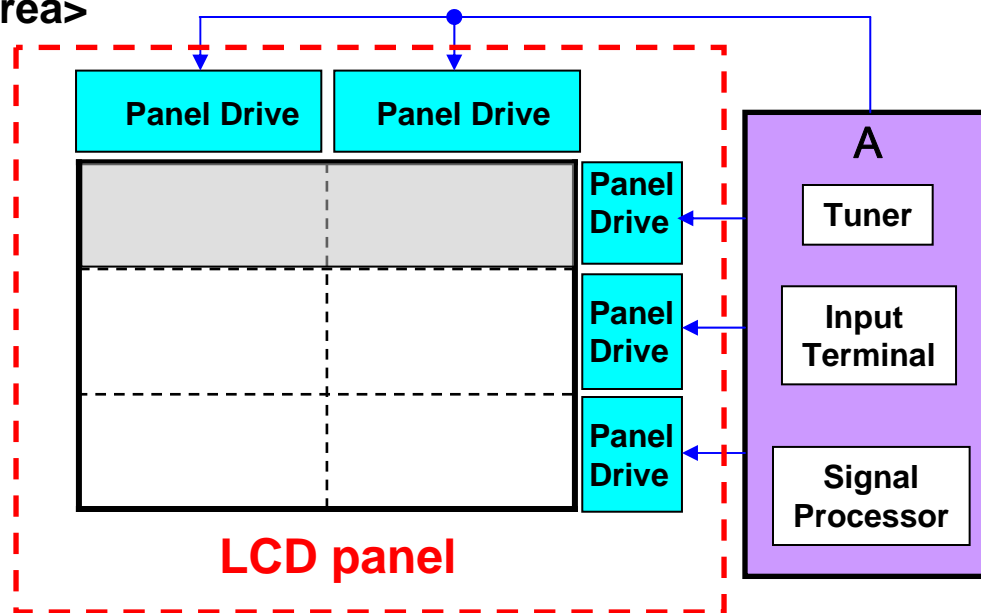 rea>
Panel Drive
Panel Drive
A
Panel
Drive
Tuner
Panel
Drive
Input
Terminal
Panel
Drive
Signal
Processor
LCD panel